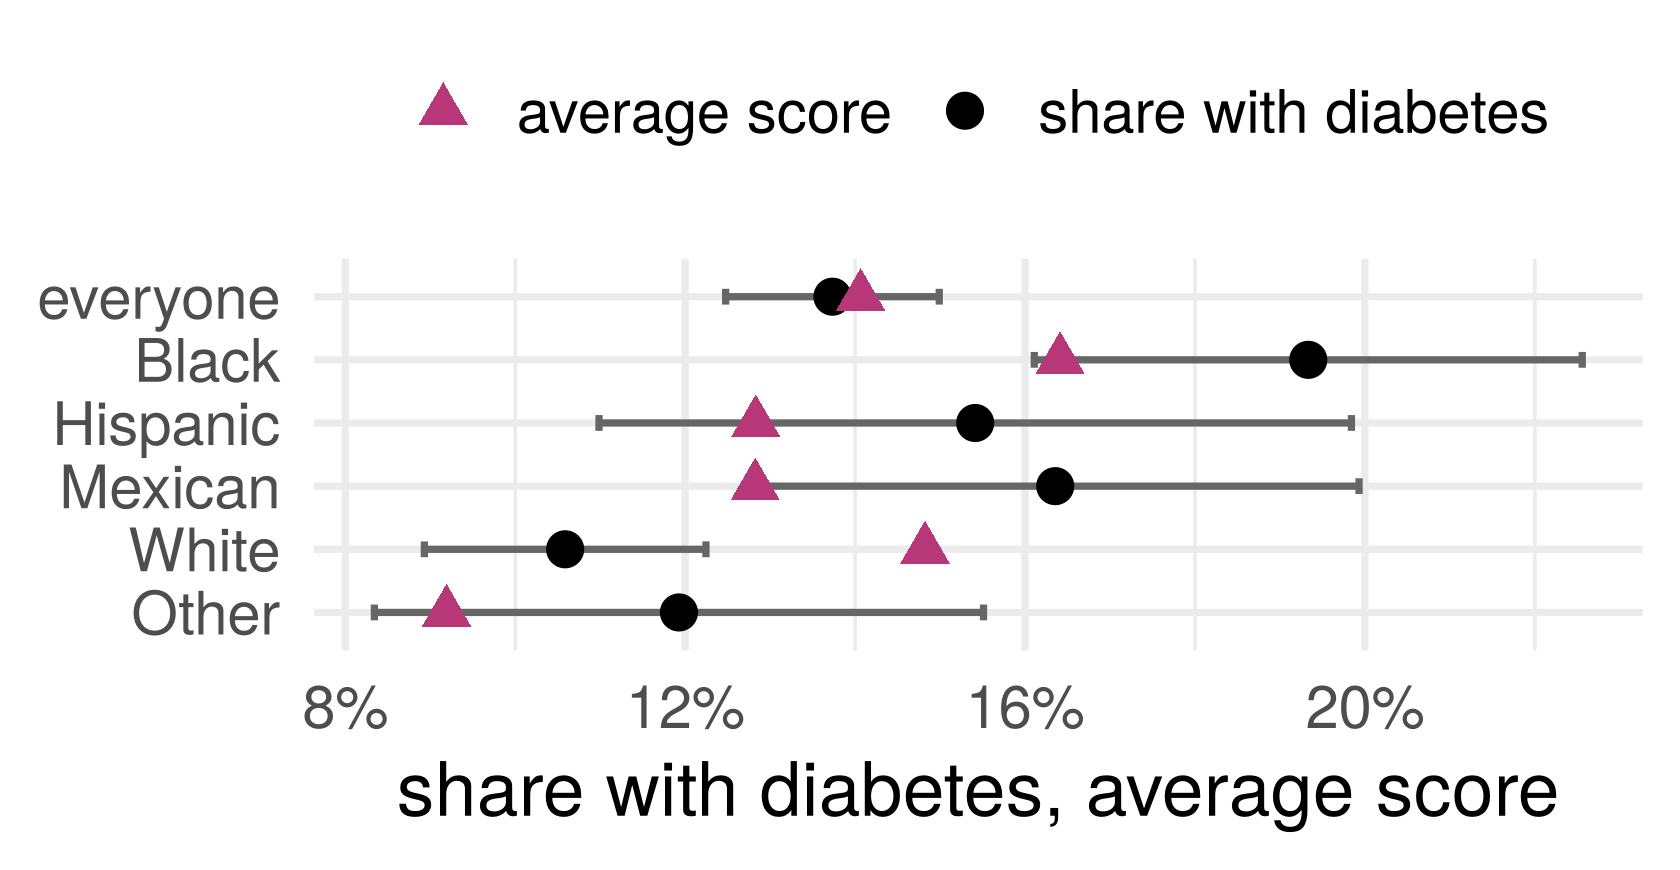 average score share with diabetes
everyone
Black
Hispanic
Mexican
White
Other
8% 12% 16% 20%
share with diabetes, average score